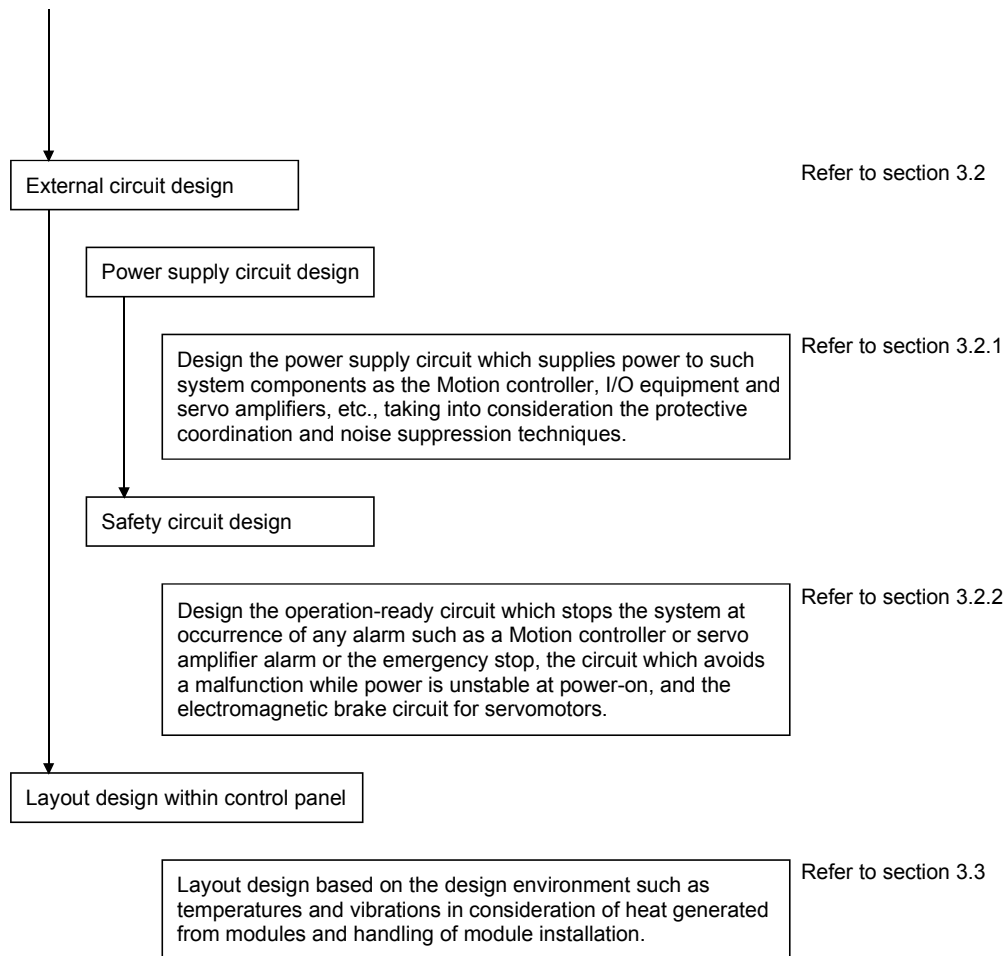 External circuit design
Refer to section 3.2
Power supply circuit design
Design the power supply circuit which supplies power to such
system components as the Motion controller, I/O equipment and
servo amplifiers, etc., taking into consideration the protective
coordination and noise suppression techniques.
Refer to section 3.2.1
Safety circuit design
Design the operation-ready circuit which stops the system at
occurrence of any alarm such as a Motion controller or servo
amplifier alarm or the emergency stop, the circuit which avoids
a malfunction while power is unstable at power-on, and the
electromagnetic brake circuit for servomotors.
Refer to section 3.2.2
Layout design within control panel
Layout design based on the design environment such as
temperatures and vibrations in consideration of heat generated
from modules and handling of module installation.
Refer to section 3.3